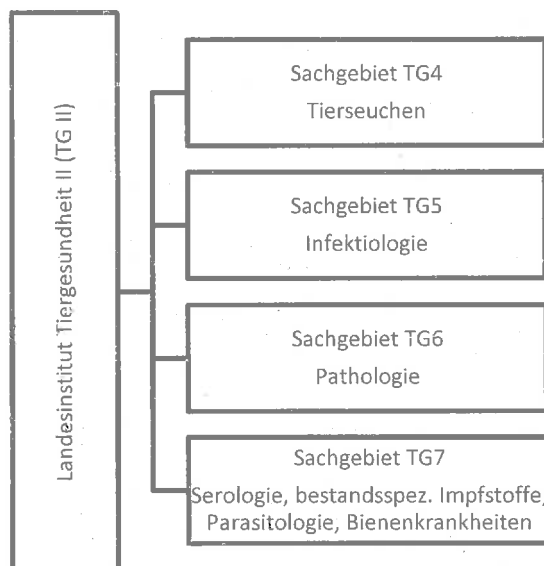 Landesinstitut Tiergesundheit II (TG II)
Sachgebiet TG4
Tierseuchen
Sachgebiet TG5
Infektiologie
Sachgebiet TG6
Pathologie
Sachgebiet TG7
Serologie, bestandsspez. Impfstoffe,
Parasitologie, Bienenkrankheiten